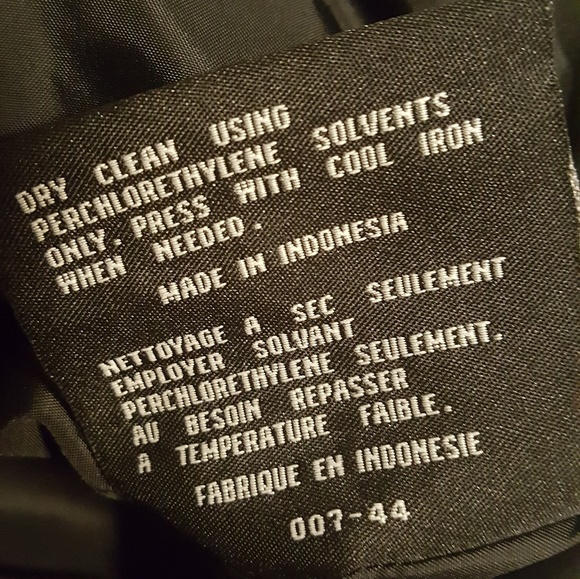 DRY CLEAN USING
PERCHLORETHYLENE SOLVENTS
ONLY. PRESS WITH COOL IRON
WHEN NEEDED.
MADE IN INDONESIA
NETTOYAGE A SEC SEULEMENT
EMPLOYER SOLVANT
PERCHLORETHYLENE SEULEMENT.
AU BESOIN REPASSER
A TEMPERATURE FAIBLE.
FABRIQUE EN INDONESIE
007-44